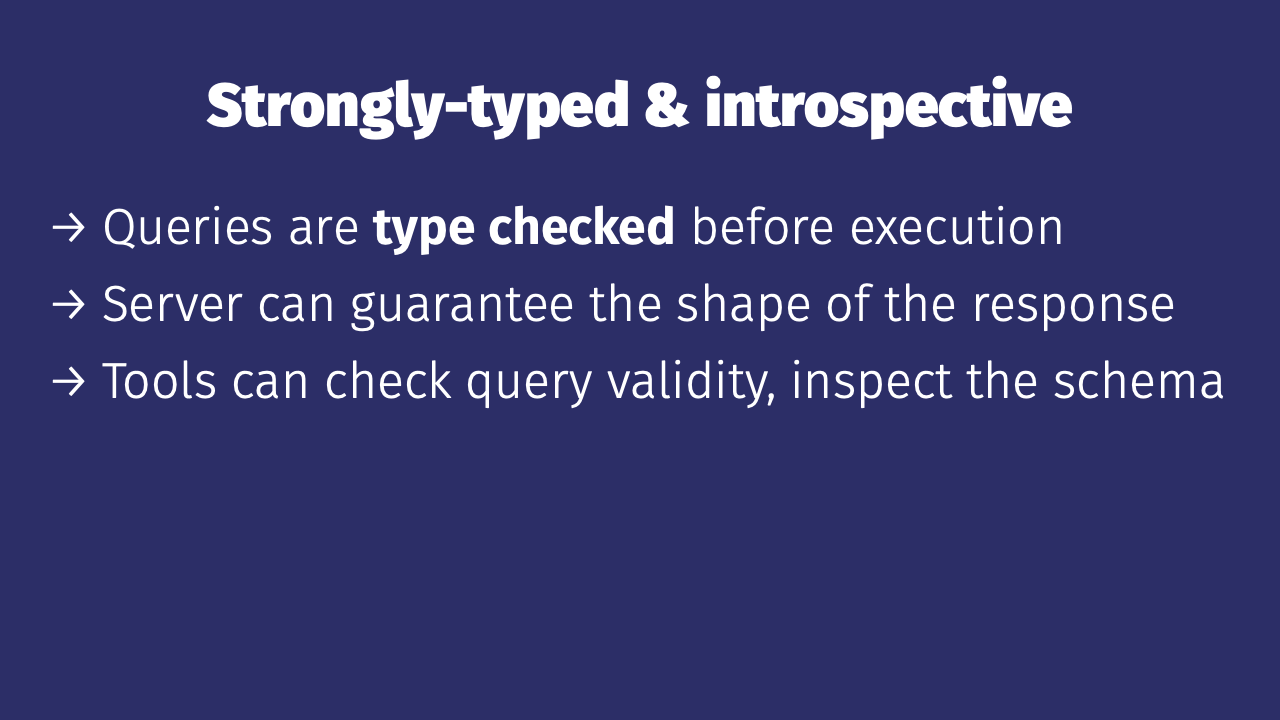 Strongly-typed & introspective
→ Queries are type checked before execution
→ Server can guarantee the shape of the response
→ Tools can check query validity, inspect the schema